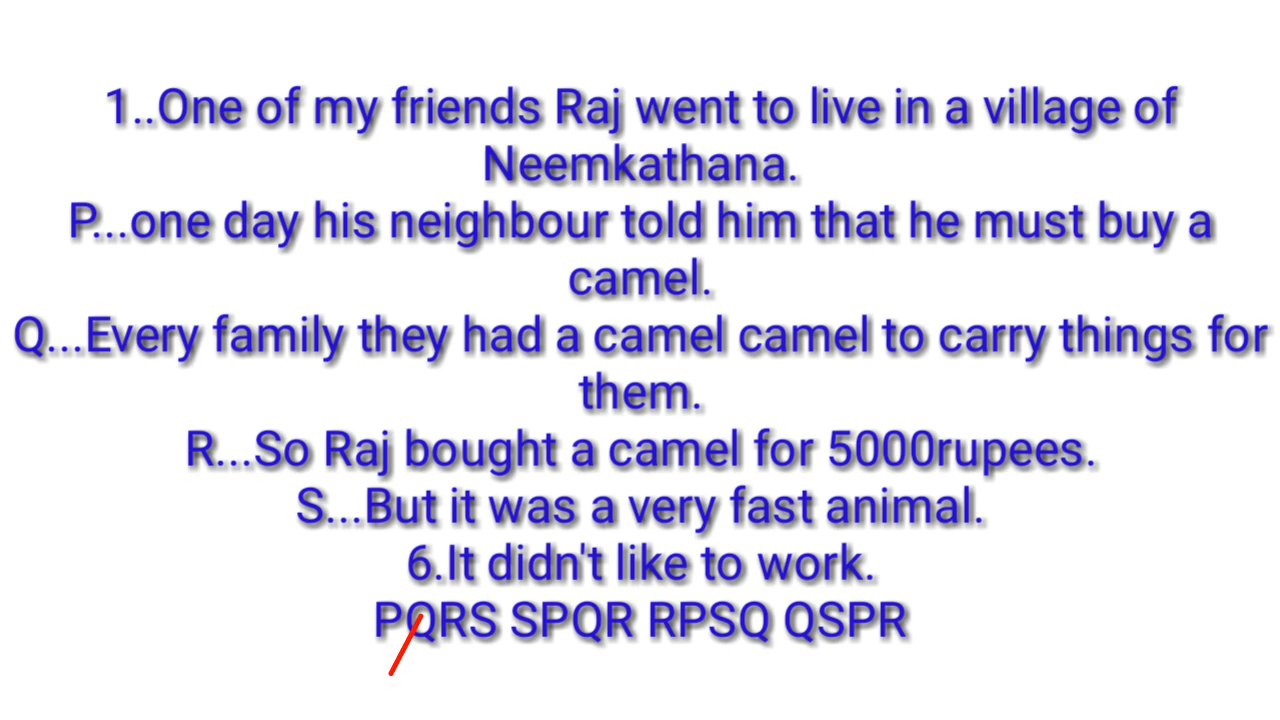 1..One of my friends Raj went to live in a village of
Neemkathana.
P...one day his neighbour told him that he must buy a
camel.
Q...Every family they had a camel camel to carry things for
them.
R...So Raj bought a camel for 5000rupees.
S...But it was a very fast animal.
6.It didn't like to work.
PQRS SPQR RPSQ QSPR